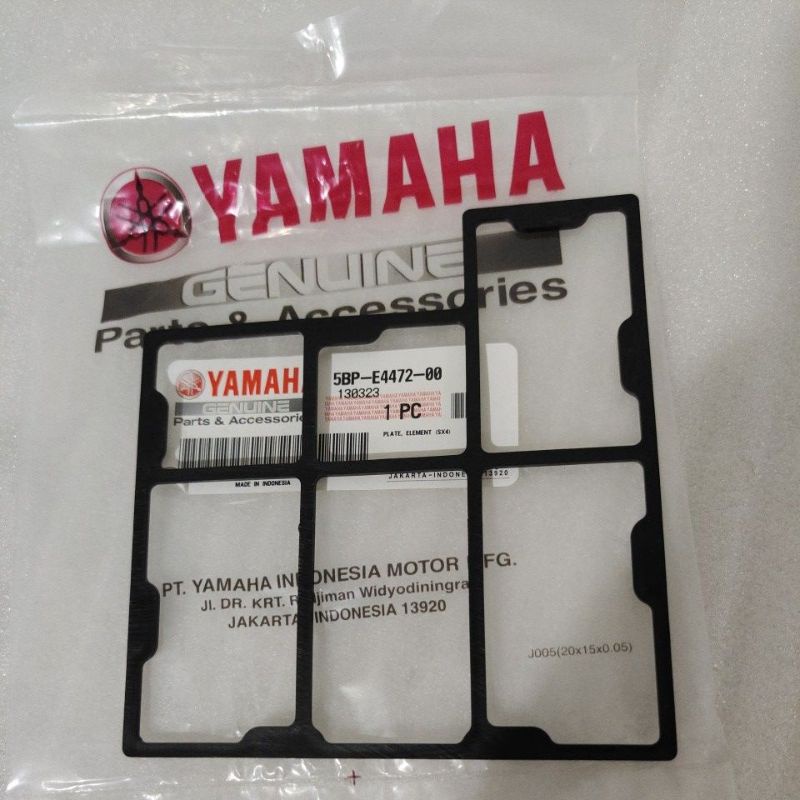 YAMAHA
GENUINE
Parts & Accessories
YAMAHA
GENUINE
Parts & Accessories
MADE IN INDONESIA
5BP-E4472-00
130323
1 PC
PLATE, ELEMENT (SX4)
JAKARTA-INDONESIA 13920
PT. YAMAHA INDONESIA MOTOR MFG.
Jl. DR. KRT. Radjiman Widyodiningrat
JAKARTA INDONESIA 13920
J005(20x15x0.05)